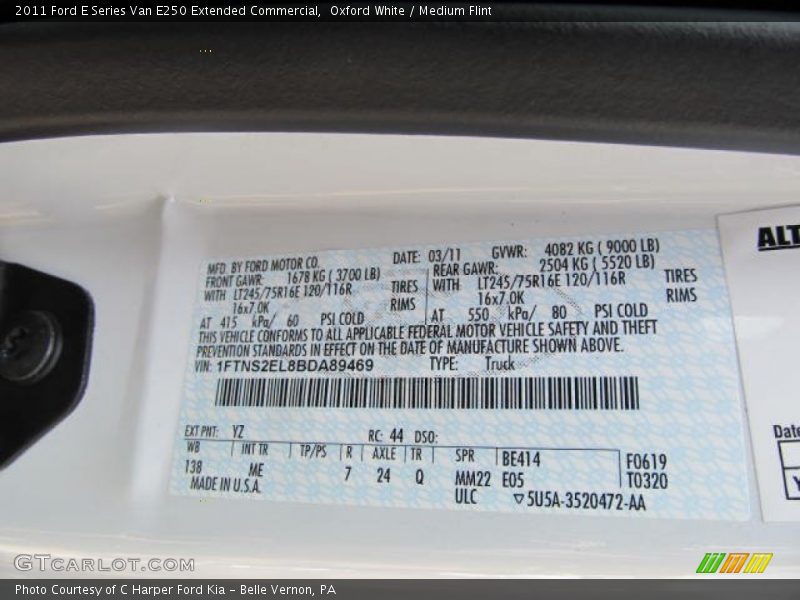 2011 Ford E Series Van E250 Extended Commercial, Oxford White / Medium Flint
MFD. BY FORD MOTOR CO. DATE: 03/11 GVWR: 4082 KG ( 9000 LB)
FRONT GAWR: 1678 KG ( 3700 LB) REAR GAWR: 2504 KG ( 5520 LB)
WITH LT245/75R16E 120/116R TIRES WITH LT245/75R16E 120/116R TIRES
16x7.0K RIMS 16x7.0K RIMS
AT 415 kPa/ 60 PSI COLD AT 550 kPa/ 80 PSI COLD
THIS VEHICLE CONFORMS TO ALL APPLICABLE FEDERAL MOTOR VEHICLE SAFETY AND THEFT
PREVENTION STANDARDS IN EFFECT ON THE DATE OF MANUFACTURE SHOWN ABOVE.
VIN: 1FTNS2EL8BDA89469 TYPE: Truck
EXT PNT: YZ RC: 44 DSO:
WB INT TR TP/PS R AXLE TR SPR BE414 F0619
138 ME 7 24 Q MM22 E05 T0320
MADE IN U.S.A. ULC ▽5U5A-3520472-AA
ALT
Date
Y
GTCARLOT.COM
Photo Courtesy of C Harper Ford Kia - Belle Vernon, PA